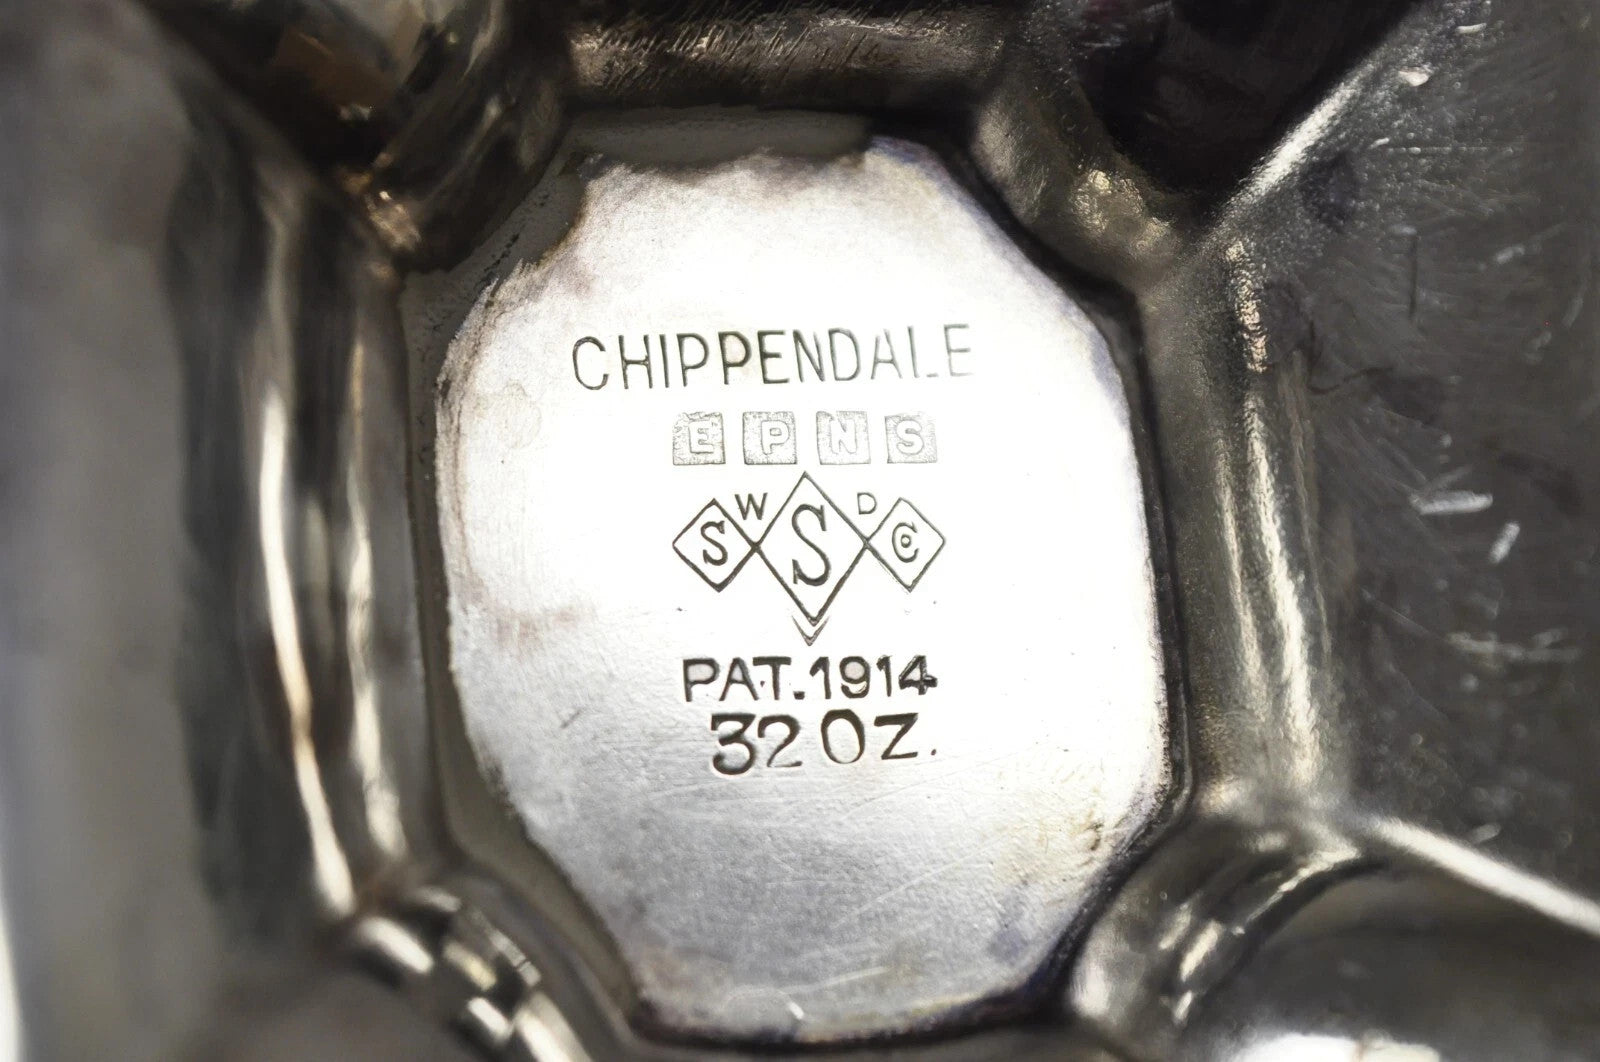 CHIPPENDALE
EPNS
S W S D Co
PAT. 1914
32 OZ.